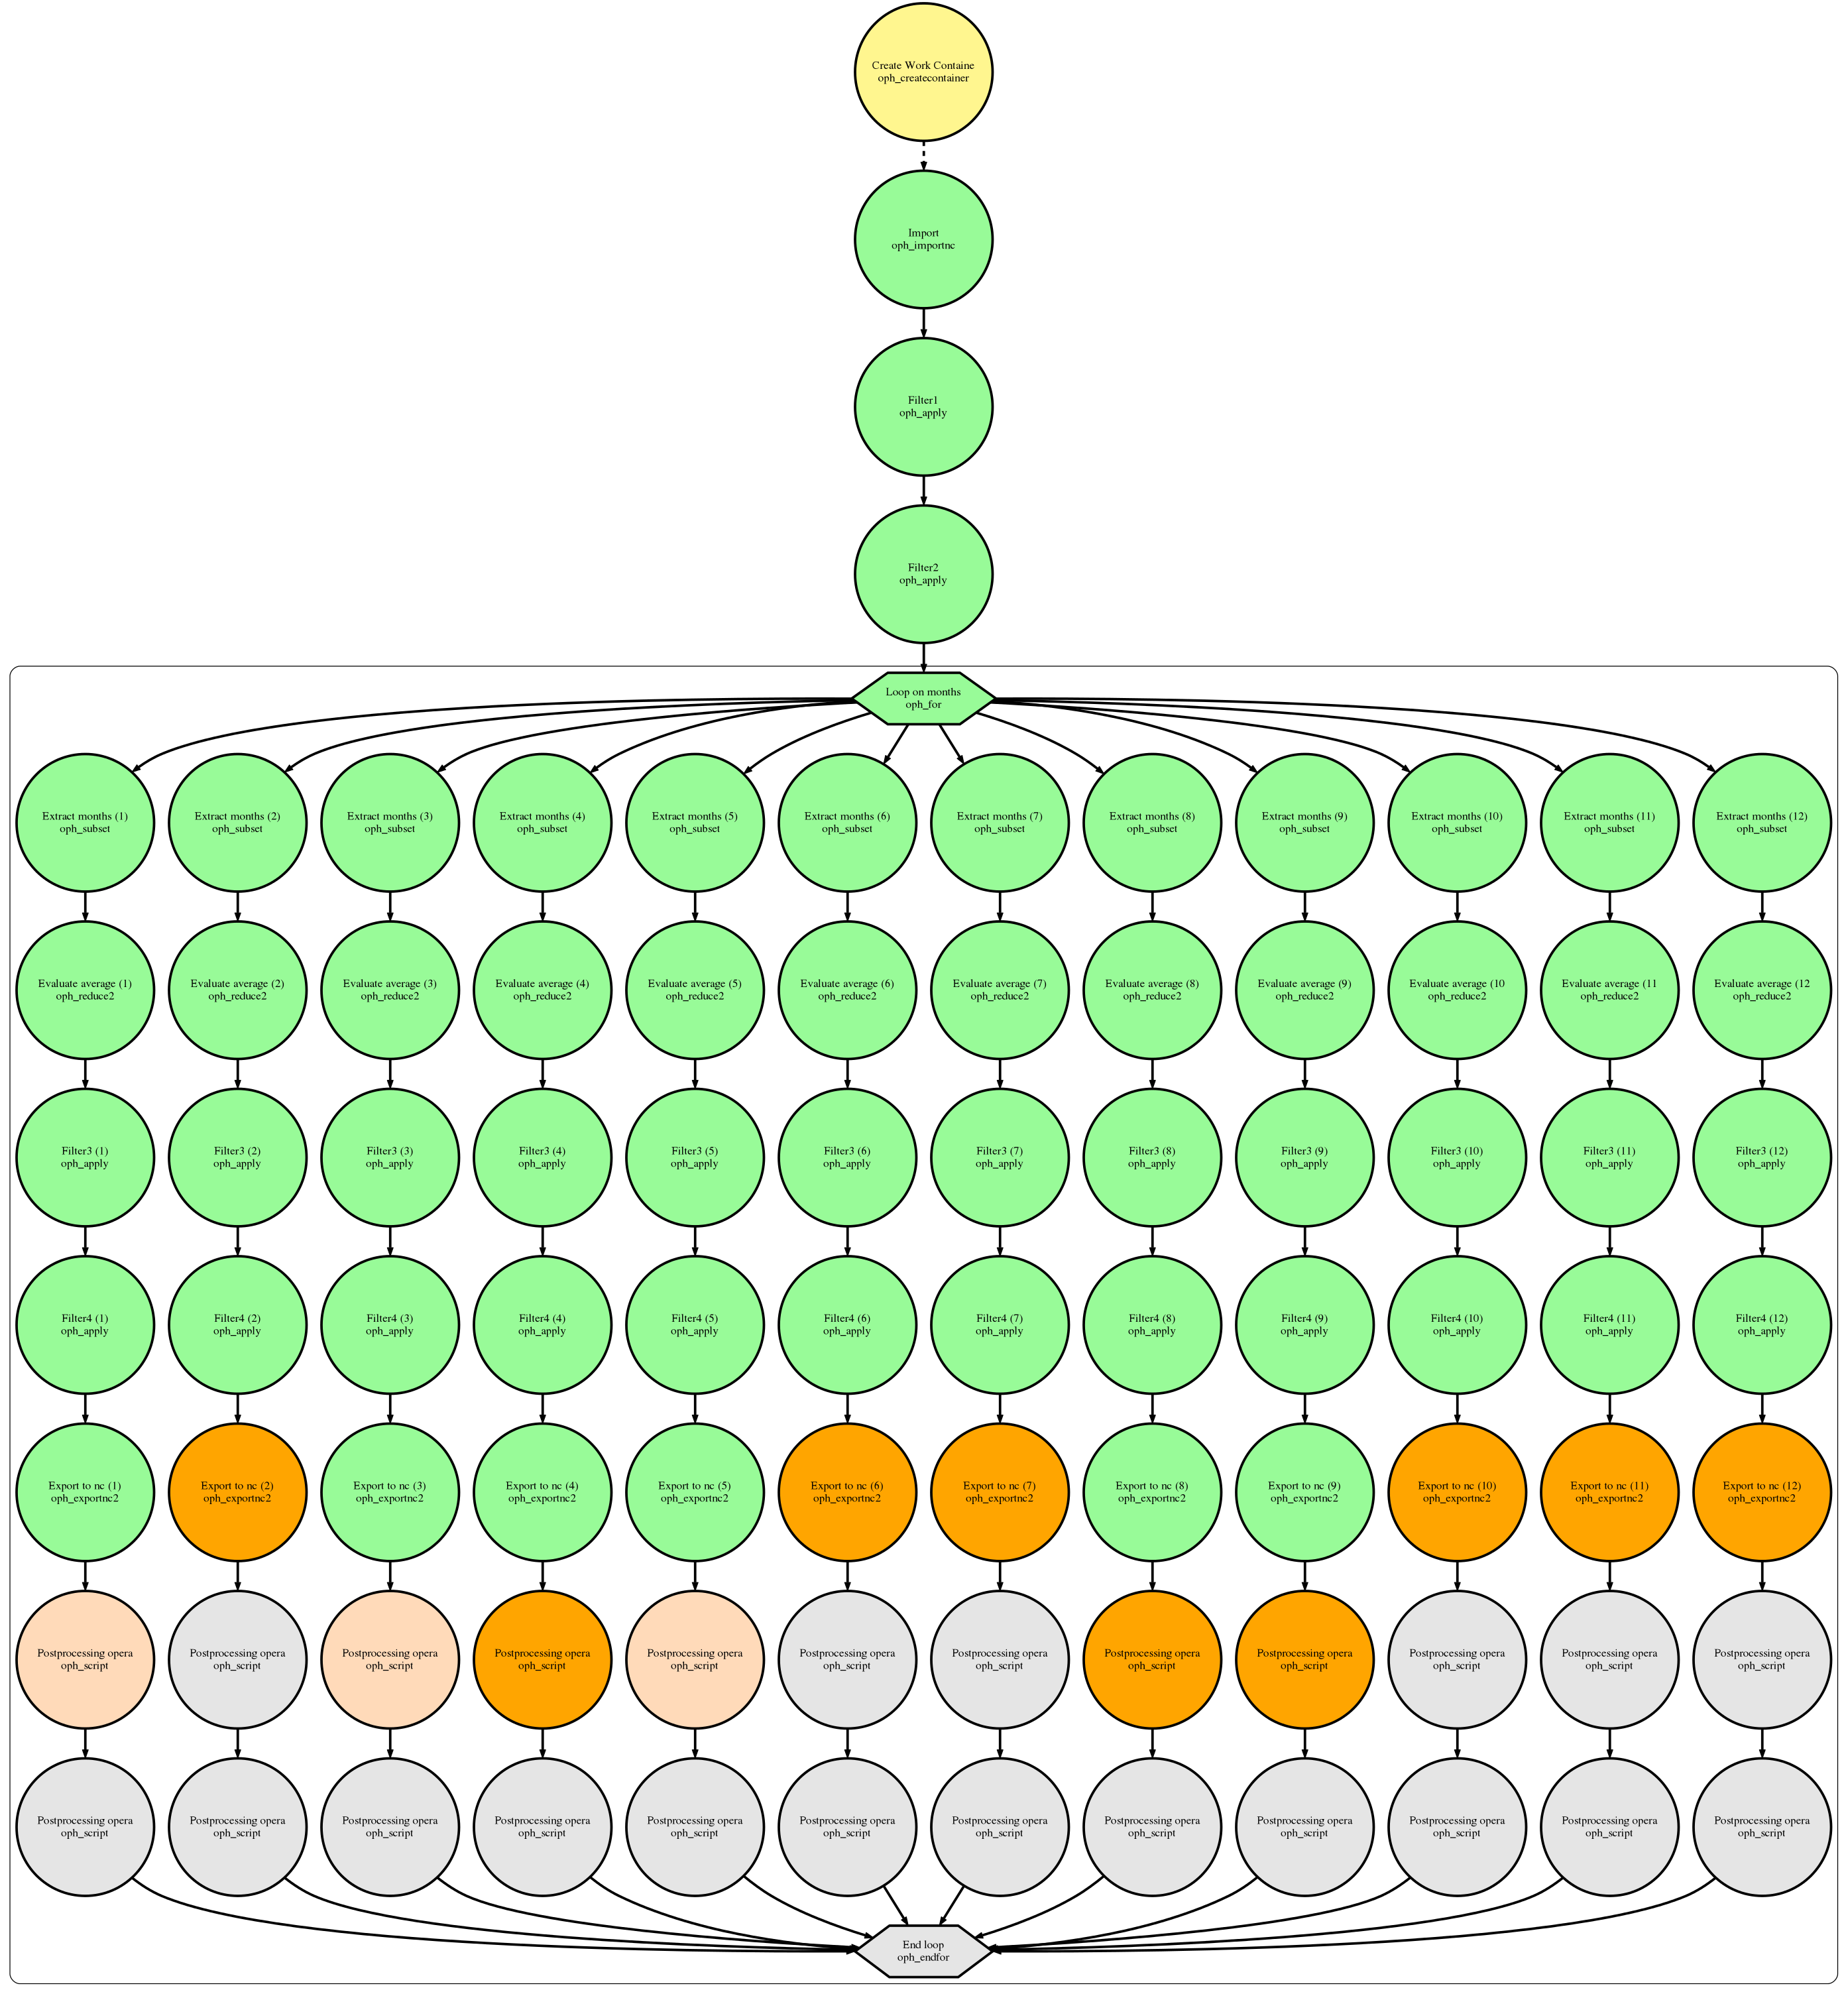 Create Work Containe
oph_createcontainer
Import
oph_importnc
Filter1
oph_apply
Filter2
oph_apply
Loop on months
oph_for
Extract months (1)
oph_subset
Extract months (2)
oph_subset
Extract months (3)
oph_subset
Extract months (4)
oph_subset
Extract months (5)
oph_subset
Extract months (6)
oph_subset
Extract months (7)
oph_subset
Extract months (8)
oph_subset
Extract months (9)
oph_subset
Extract months (10)
oph_subset
Extract months (11)
oph_subset
Extract months (12)
oph_subset
Evaluate average (1)
oph_reduce2
Evaluate average (2)
oph_reduce2
Evaluate average (3)
oph_reduce2
Evaluate average (4)
oph_reduce2
Evaluate average (5)
oph_reduce2
Evaluate average (6)
oph_reduce2
Evaluate average (7)
oph_reduce2
Evaluate average (8)
oph_reduce2
Evaluate average (9)
oph_reduce2
Evaluate average (10
oph_reduce2
Evaluate average (11
oph_reduce2
Evaluate average (12
oph_reduce2
Filter3 (1)
oph_apply
Filter3 (2)
oph_apply
Filter3 (3)
oph_apply
Filter3 (4)
oph_apply
Filter3 (5)
oph_apply
Filter3 (6)
oph_apply
Filter3 (7)
oph_apply
Filter3 (8)
oph_apply
Filter3 (9)
oph_apply
Filter3 (10)
oph_apply
Filter3 (11)
oph_apply
Filter3 (12)
oph_apply
Filter4 (1)
oph_apply
Filter4 (2)
oph_apply
Filter4 (3)
oph_apply
Filter4 (4)
oph_apply
Filter4 (5)
oph_apply
Filter4 (6)
oph_apply
Filter4 (7)
oph_apply
Filter4 (8)
oph_apply
Filter4 (9)
oph_apply
Filter4 (10)
oph_apply
Filter4 (11)
oph_apply
Filter4 (12)
oph_apply
Export to nc (1)
oph_exportnc2
Export to nc (2)
oph_exportnc2
Export to nc (3)
oph_exportnc2
Export to nc (4)
oph_exportnc2
Export to nc (5)
oph_exportnc2
Export to nc (6)
oph_exportnc2
Export to nc (7)
oph_exportnc2
Export to nc (8)
oph_exportnc2
Export to nc (9)
oph_exportnc2
Export to nc (10)
oph_exportnc2
Export to nc (11)
oph_exportnc2
Export to nc (12)
oph_exportnc2
Postprocessing opera
oph_script
Postprocessing opera
oph_script
Postprocessing opera
oph_script
Postprocessing opera
oph_script
Postprocessing opera
oph_script
Postprocessing opera
oph_script
Postprocessing opera
oph_script
Postprocessing opera
oph_script
Postprocessing opera
oph_script
Postprocessing opera
oph_script
Postprocessing opera
oph_script
Postprocessing opera
oph_script
Postprocessing opera
oph_script
Postprocessing opera
oph_script
Postprocessing opera
oph_script
Postprocessing opera
oph_script
Postprocessing opera
oph_script
Postprocessing opera
oph_script
Postprocessing opera
oph_script
Postprocessing opera
oph_script
Postprocessing opera
oph_script
Postprocessing opera
oph_script
Postprocessing opera
oph_script
Postprocessing opera
oph_script
End loop
oph_endfor